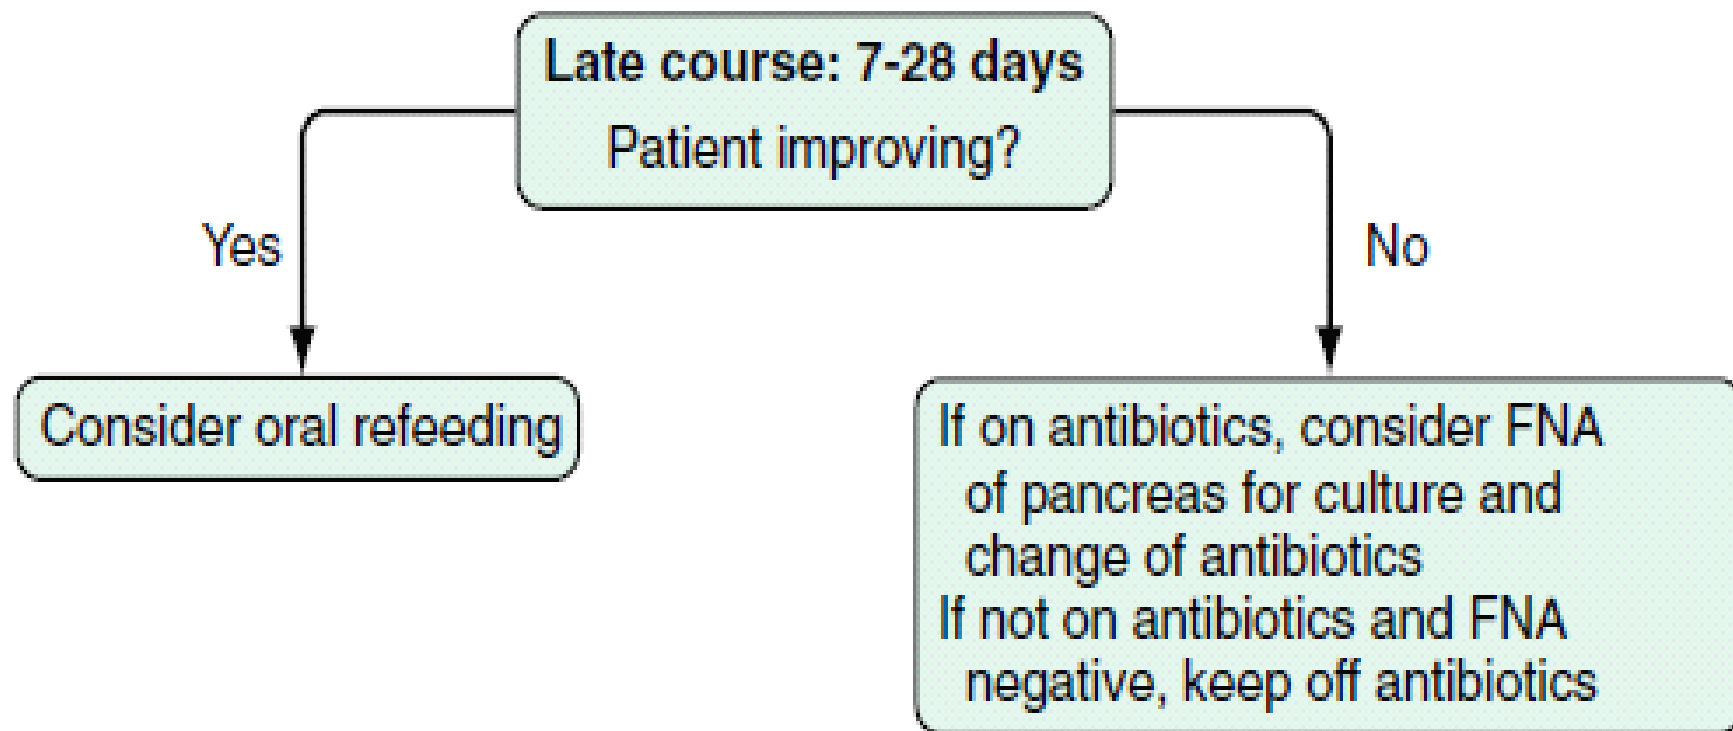 Late course: 7-28 days
Patient improving?
Yes
No
Consider oral refeeding
If on antibiotics, consider FNA
of pancreas for culture and
change of antibiotics
If not on antibiotics and FNA
negative, keep off antibiotics